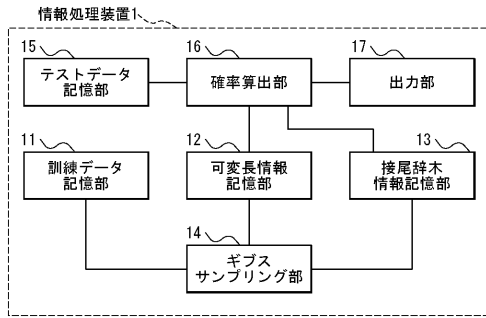 情報処理装置1
15
テストデータ
記憶部
16
確率算出部
17
出力部
11
訓練データ
記憶部
12
可変長情報
記憶部
13
接尾辞木
情報記憶部
14
ギブス
サンプリング部